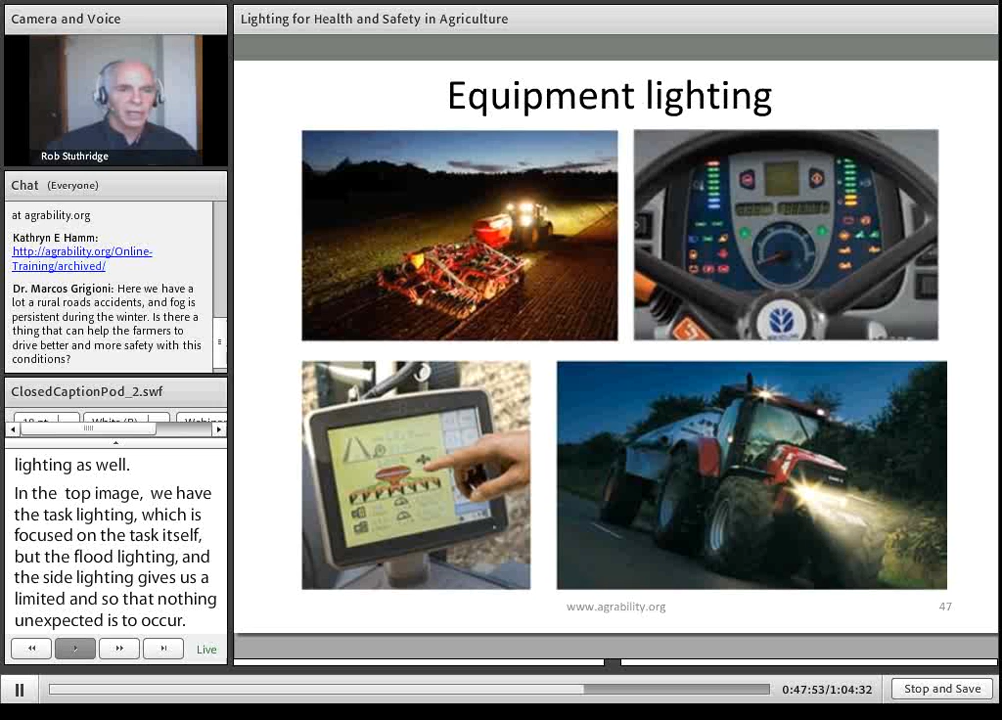 Camera and Voice
Rob Stuthridge
Chat (Everyone)
at agrability.org
Kathryn E Hamm:
http://agrability.org/Online-
Training/archived/
Dr. Marcos Grigioni: Here we have a
lot a rural roads accidents, and fog is
persistent during the winter. Is there a
thing that can help the farmers to
drive better and more safety with this
conditions?
ClosedCaptionPod_2.swf
lighting as well.
In the top image, we have
the task lighting, which is
focused on the task itself,
but the flood lighting, and
the side lighting gives us a
limited and so that nothing
unexpected is to occur.
Live
Lighting for Health and Safety in Agriculture
Equipment lighting
www.agrability.org
47
0:47:53/1:04:32
Stop and Save